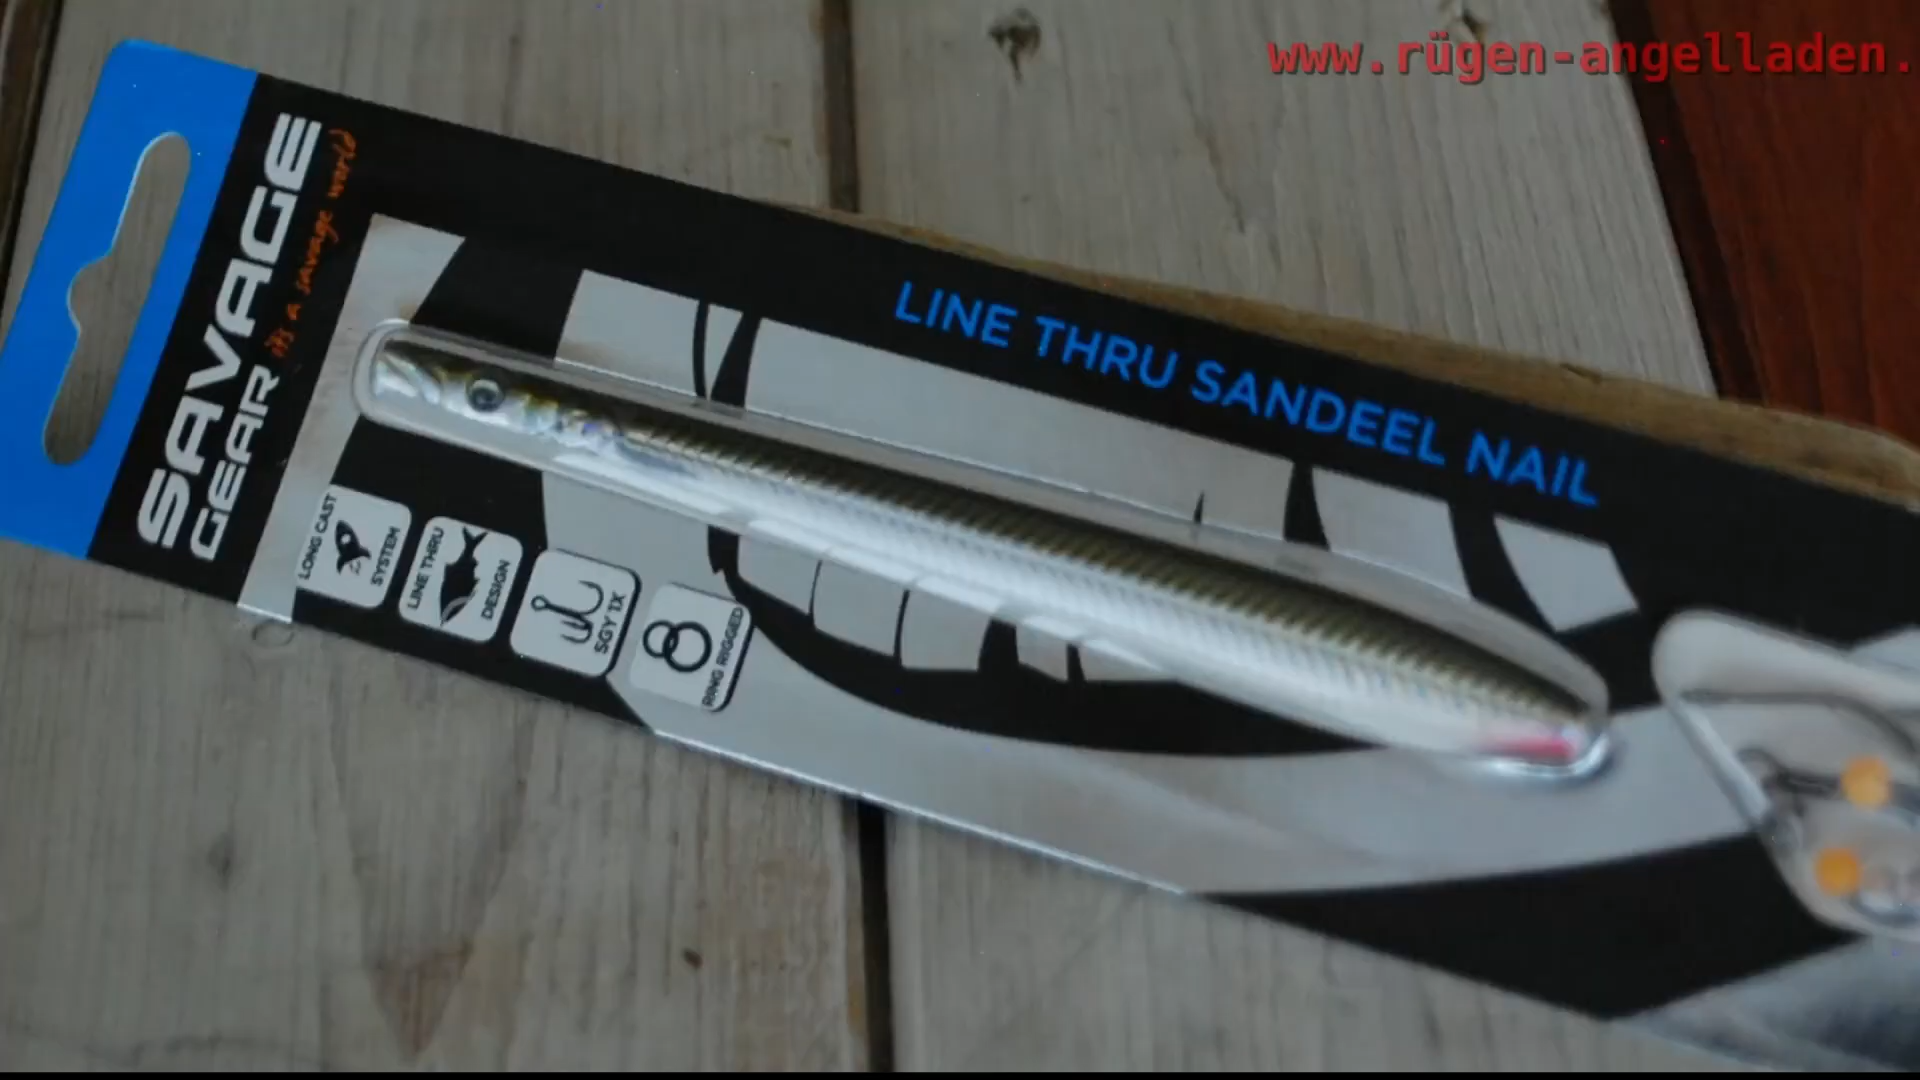 www.rügen-angelladen.
SAVAGE
GEAR
it's a savage world
LINE THRU SANDEEL NAIL
LONG CAST
SYSTEM
LINE THRU
DESIGN
SGY 1X
RING RIGGED